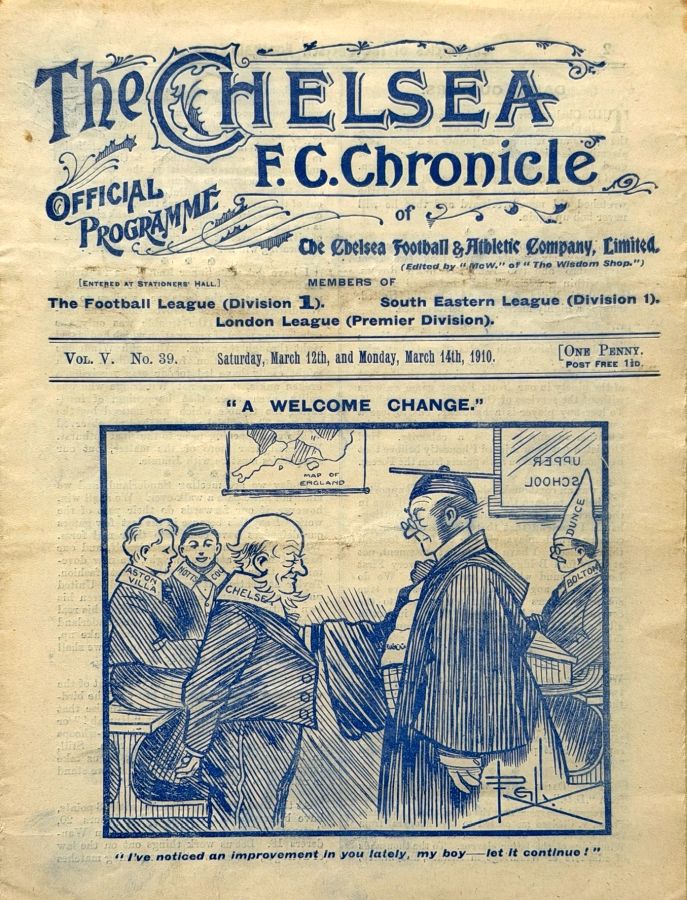 The CHELSEA
F.C. Chronicle
OFFICIAL
PROGRAMME
of
The Chelsea Football & Athletic Company, Limited.
(Edited by "McW." of "The Wisdom Shop.")
[ENTERED AT STATIONERS' HALL.]
MEMBERS OF
The Football League (Division 1).
South Eastern League (Division 1).
London League (Premier Division).
VOL. V. No. 39.
Saturday, March 12th, and Monday, March 14th, 1910.
[ONE PENNY.
POST FREE 1½D.
"A WELCOME CHANGE."
MAP OF
ENGLAND
UPPER
SCHOOL
DUNCE
ASTON
VILLA
NOTTS COU
CHELSEA
BOLTON
"I've noticed an improvement in you lately, my boy—let it continue!"